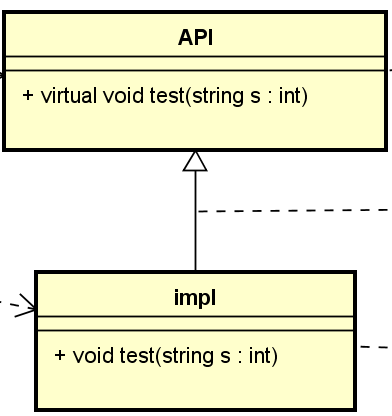 API
+ virtual void test(string s : int)
impl
+ void test(string s : int)